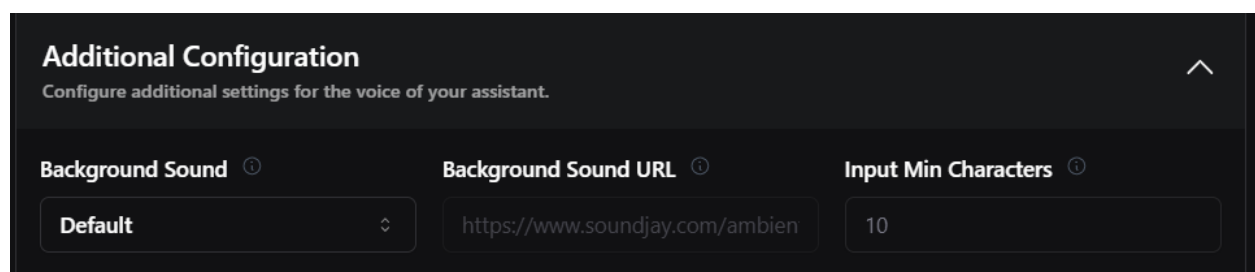 Additional Configuration
Configure additional settings for the voice of your assistant.
Background Sound
Background Sound URL
Input Min Characters
Default
https://www.soundjay.com/ambien
10